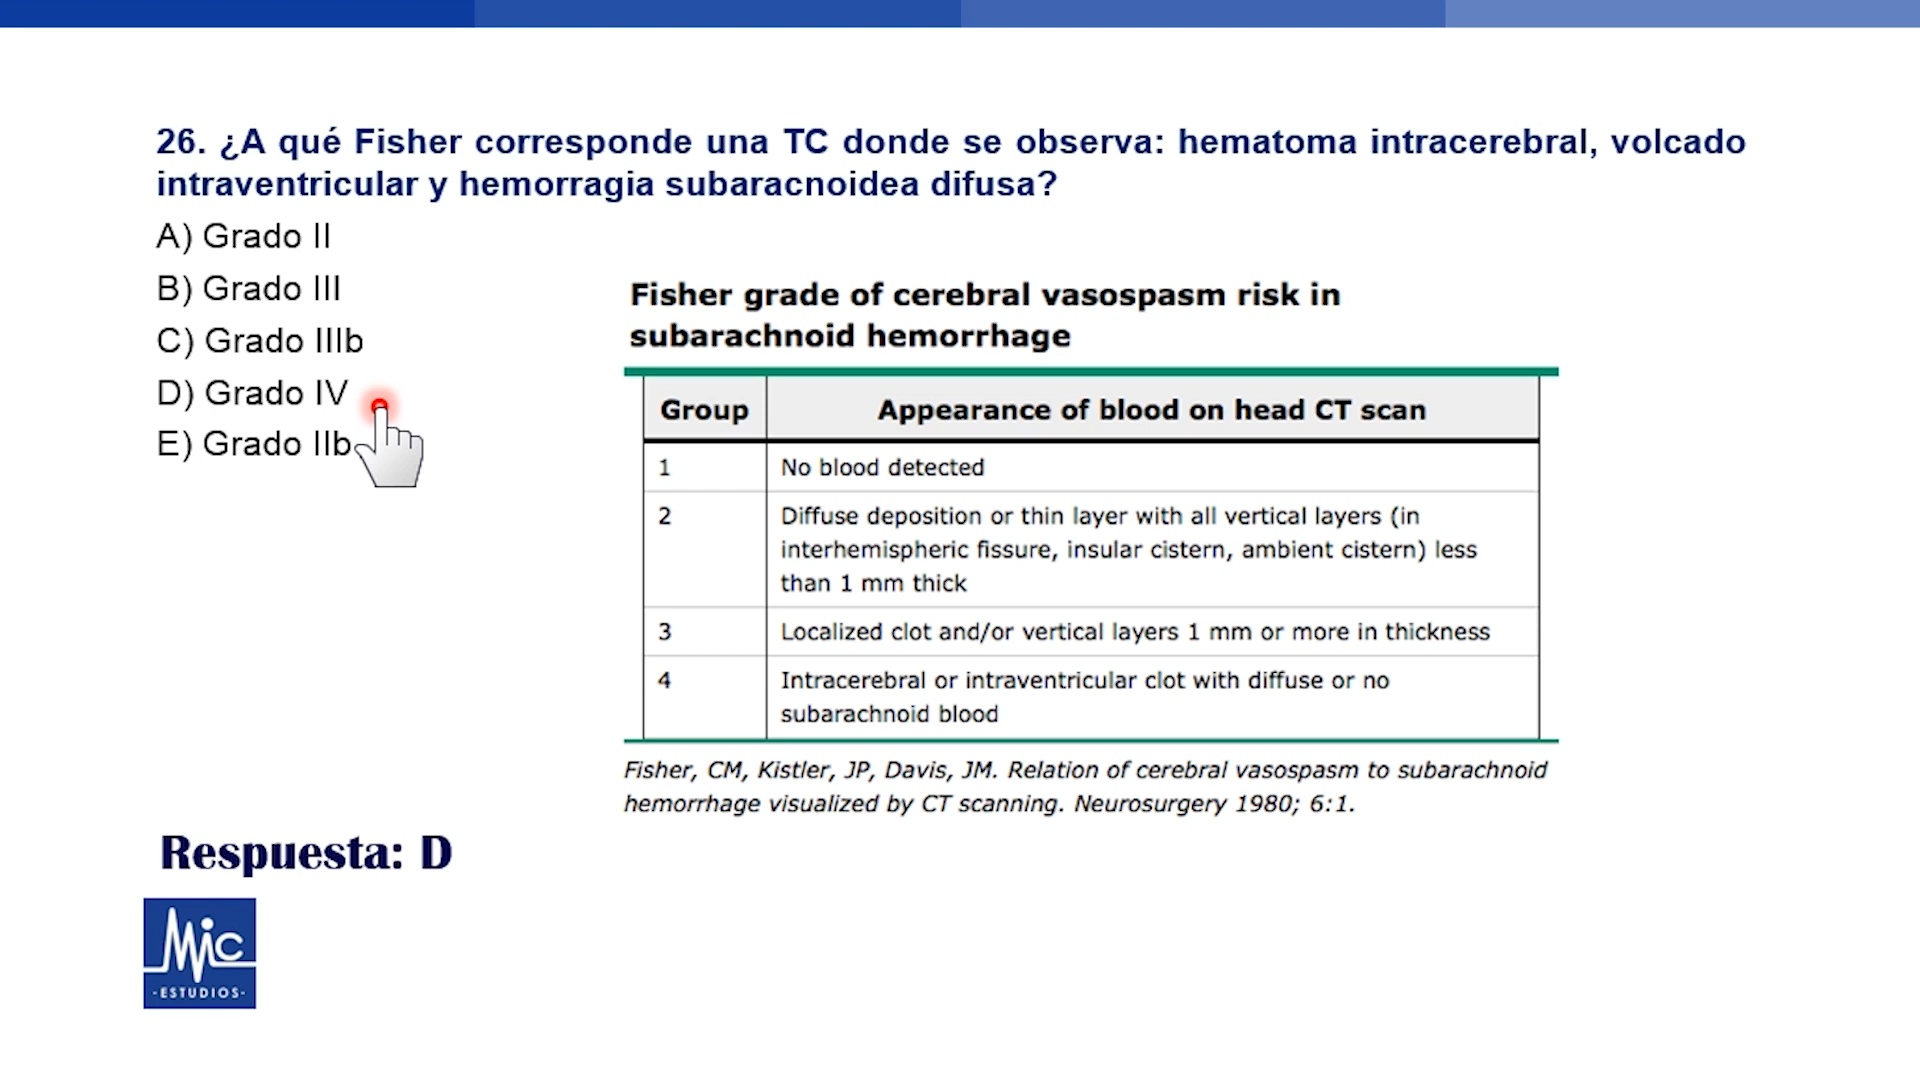 26. ¿A qué Fisher corresponde una TC donde se observa: hematoma intracerebral, volcado
intraventricular y hemorragia subaracnoidea difusa?
A) Grado II
B) Grado III
C) Grado IIIb
D) Grado IV
E) Grado IIb
Fisher grade of cerebral vasospasm risk in
subarachnoid hemorrhage
Group Appearance of blood on head CT scan
1 No blood detected
2 Diffuse deposition or thin layer with all vertical layers (in
interhemispheric fissure, insular cistern, ambient cistern) less
than 1 mm thick
3 Localized clot and/or vertical layers 1 mm or more in thickness
4 Intracerebral or intraventricular clot with diffuse or no
subarachnoid blood
Fisher, CM, Kistler, JP, Davis, JM. Relation of cerebral vasospasm to subarachnoid
hemorrhage visualized by CT scanning. Neurosurgery 1980; 6:1.
Respuesta: D
Mic
·ESTUDIOS·